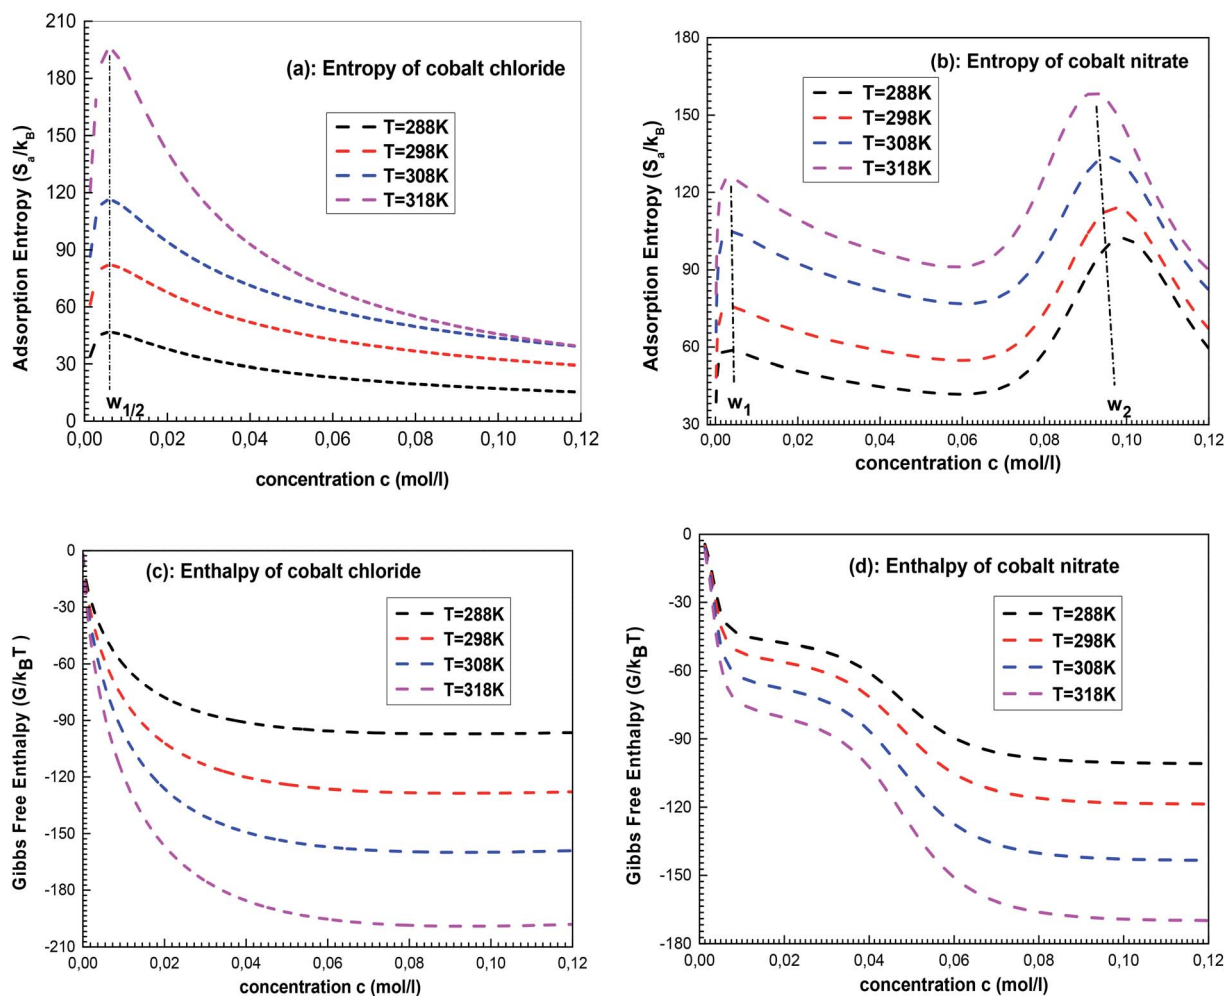 (a): Entropy of cobalt chloride
T=288K
T=298K
T=308K
T=318K
Adsorption Entropy (Sa/kB)
210
180
150
120
90
60
30
0
w1/2
0,00 0,02 0,04 0,06 0,08 0,10 0,12
concentration c (mol/l)
(b): Entropy of cobalt nitrate
T=288K
T=298K
T=308K
T=318K
Adsorption Entropy (Sa/kB)
180
150
120
90
60
30
w1
w2
0,00 0,02 0,04 0,06 0,08 0,10 0,12
concentration c (mol/l)
(c): Enthalpy of cobalt chloride
T=288K
T=298K
T=308K
T=318K
Gibbs Free Enthalpy (G/kBT)
0
-30
-60
-90
-120
-150
-180
-210
0,00 0,02 0,04 0,06 0,08 0,10 0,12
concentration c (mol/l)
(d): Enthalpy of cobalt nitrate
T=288K
T=298K
T=308K
T=318K
Gibbs Free Enthalpy (G/kBT)
0
-30
-60
-90
-120
-150
-180
0,00 0,02 0,04 0,06 0,08 0,10 0,12
concentration c (mol/l)